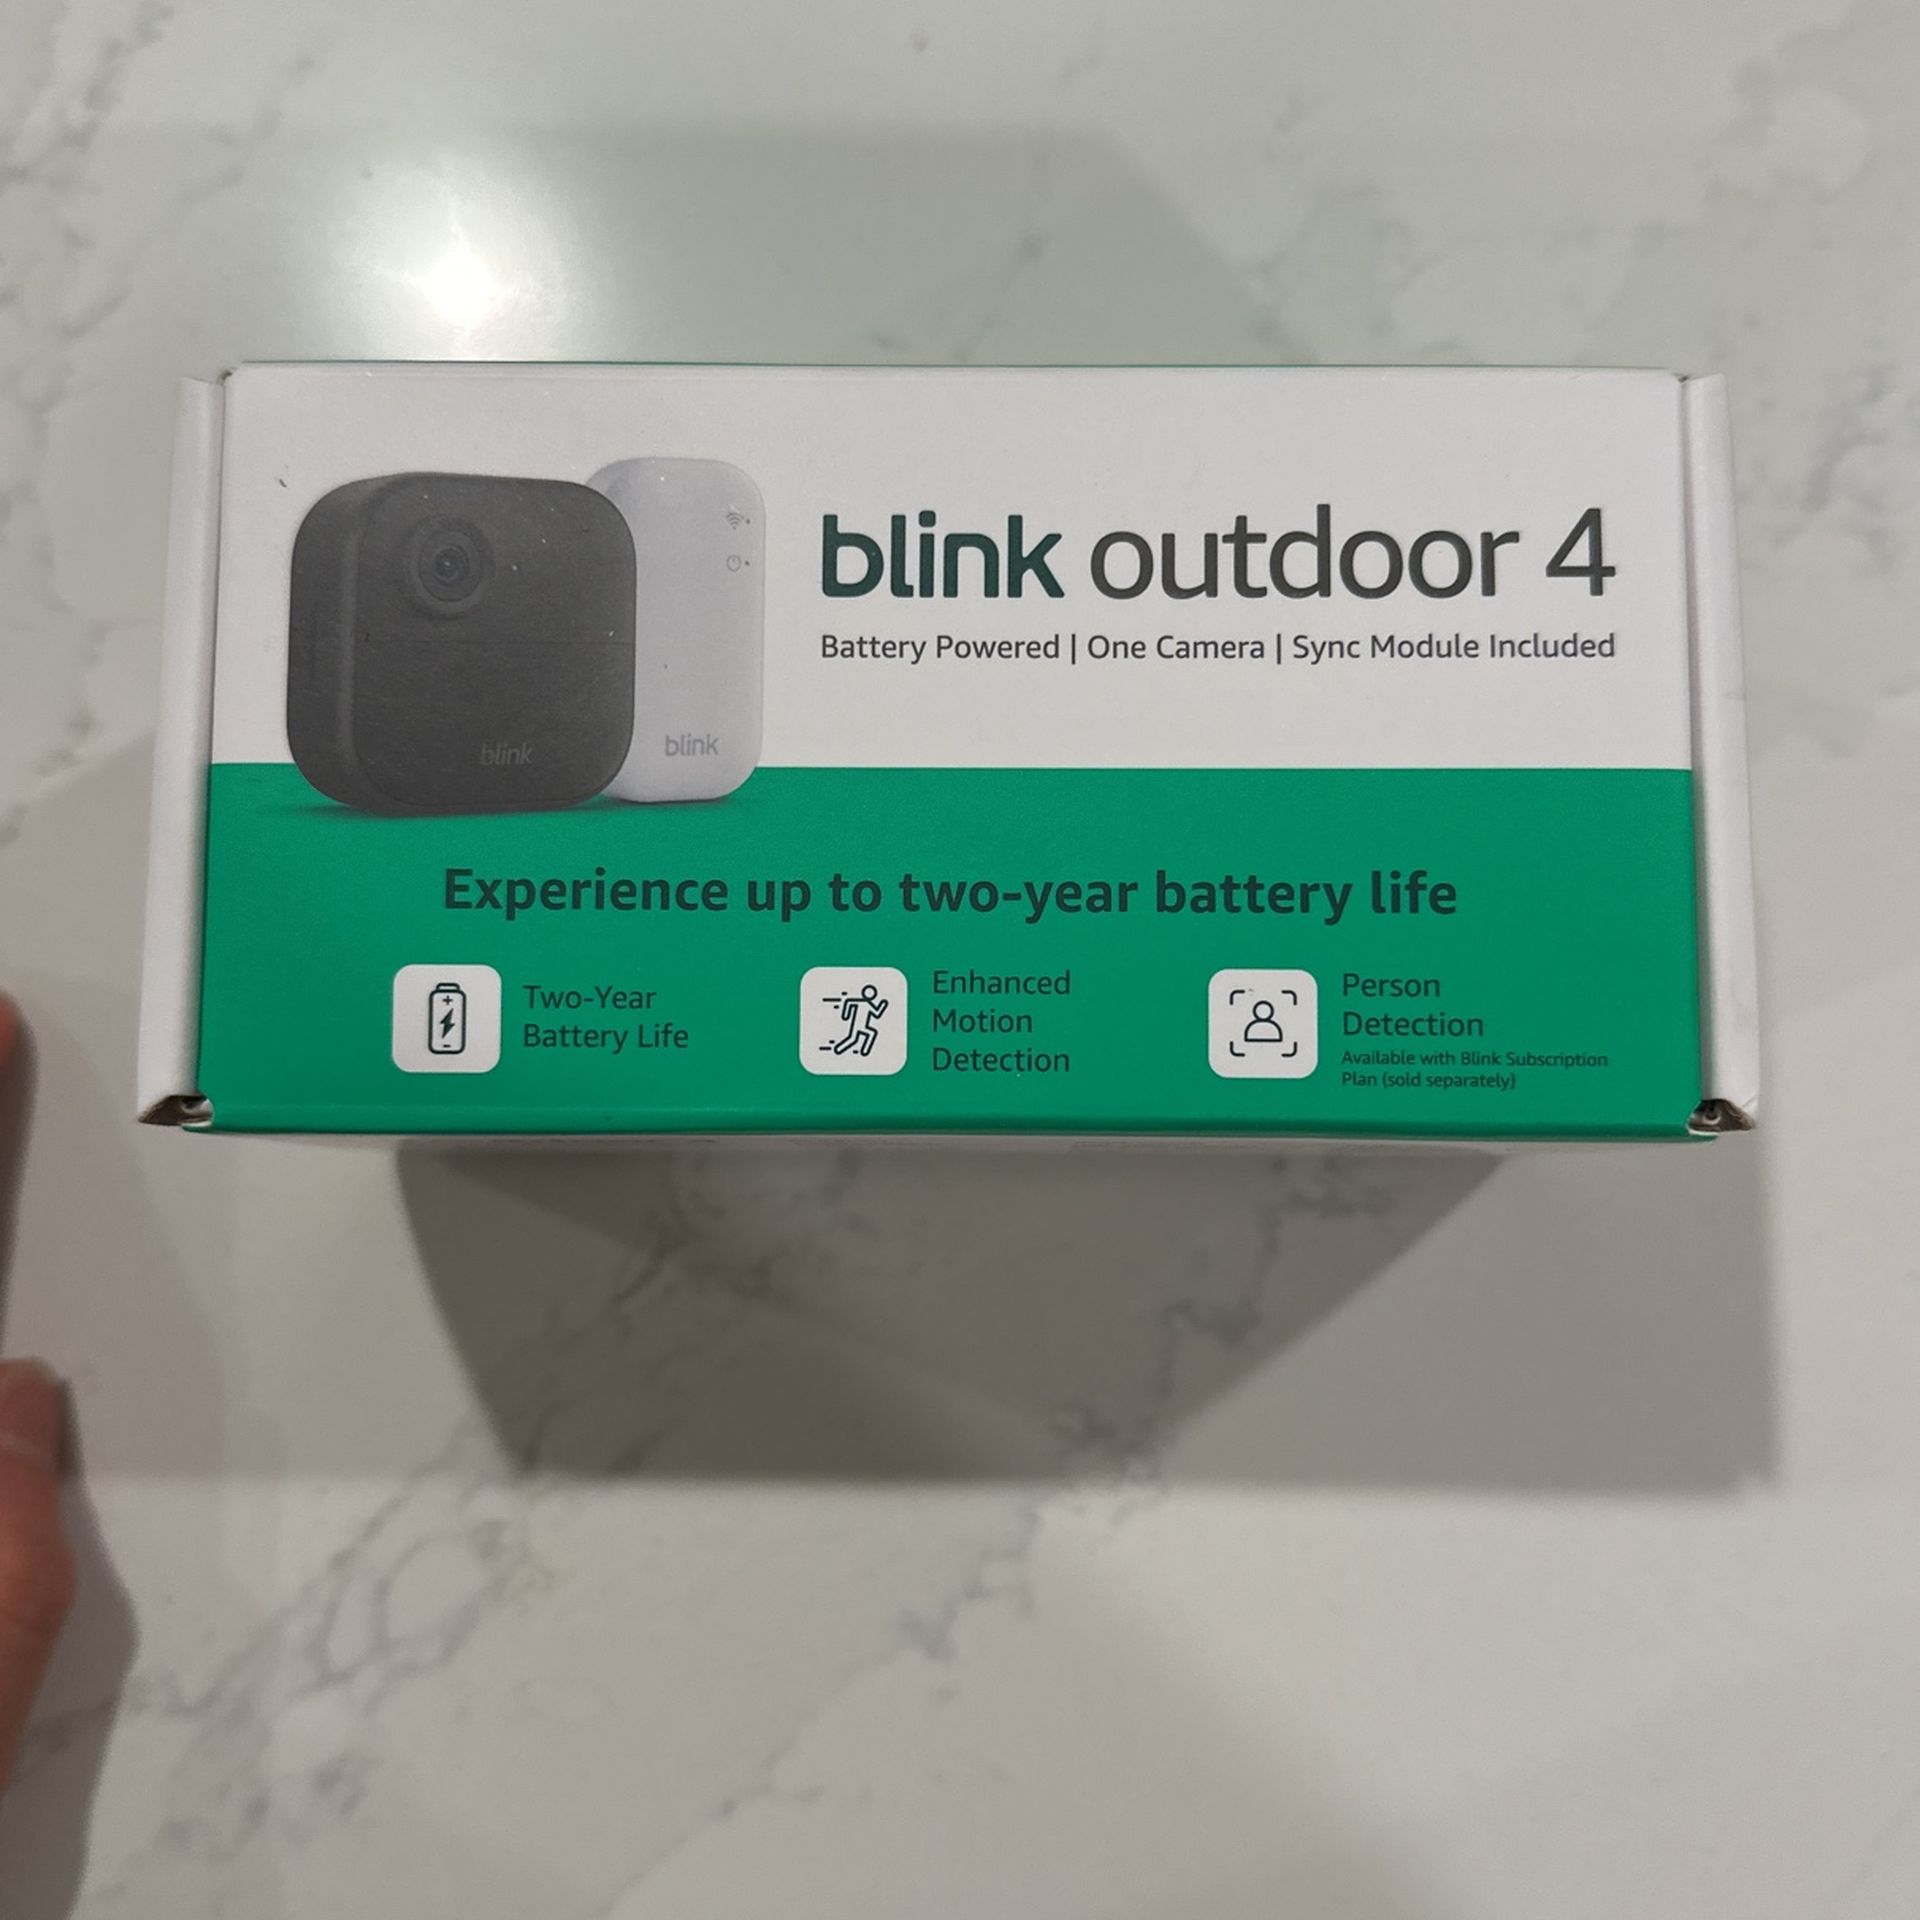 blink outdoor 4
Battery Powered | One Camera | Sync Module Included
blink
blink
Experience up to two-year battery life
Two-Year
Battery Life
Enhanced
Motion
Detection
Person
Detection
Available with Blink Subscription
Plan (sold separately)